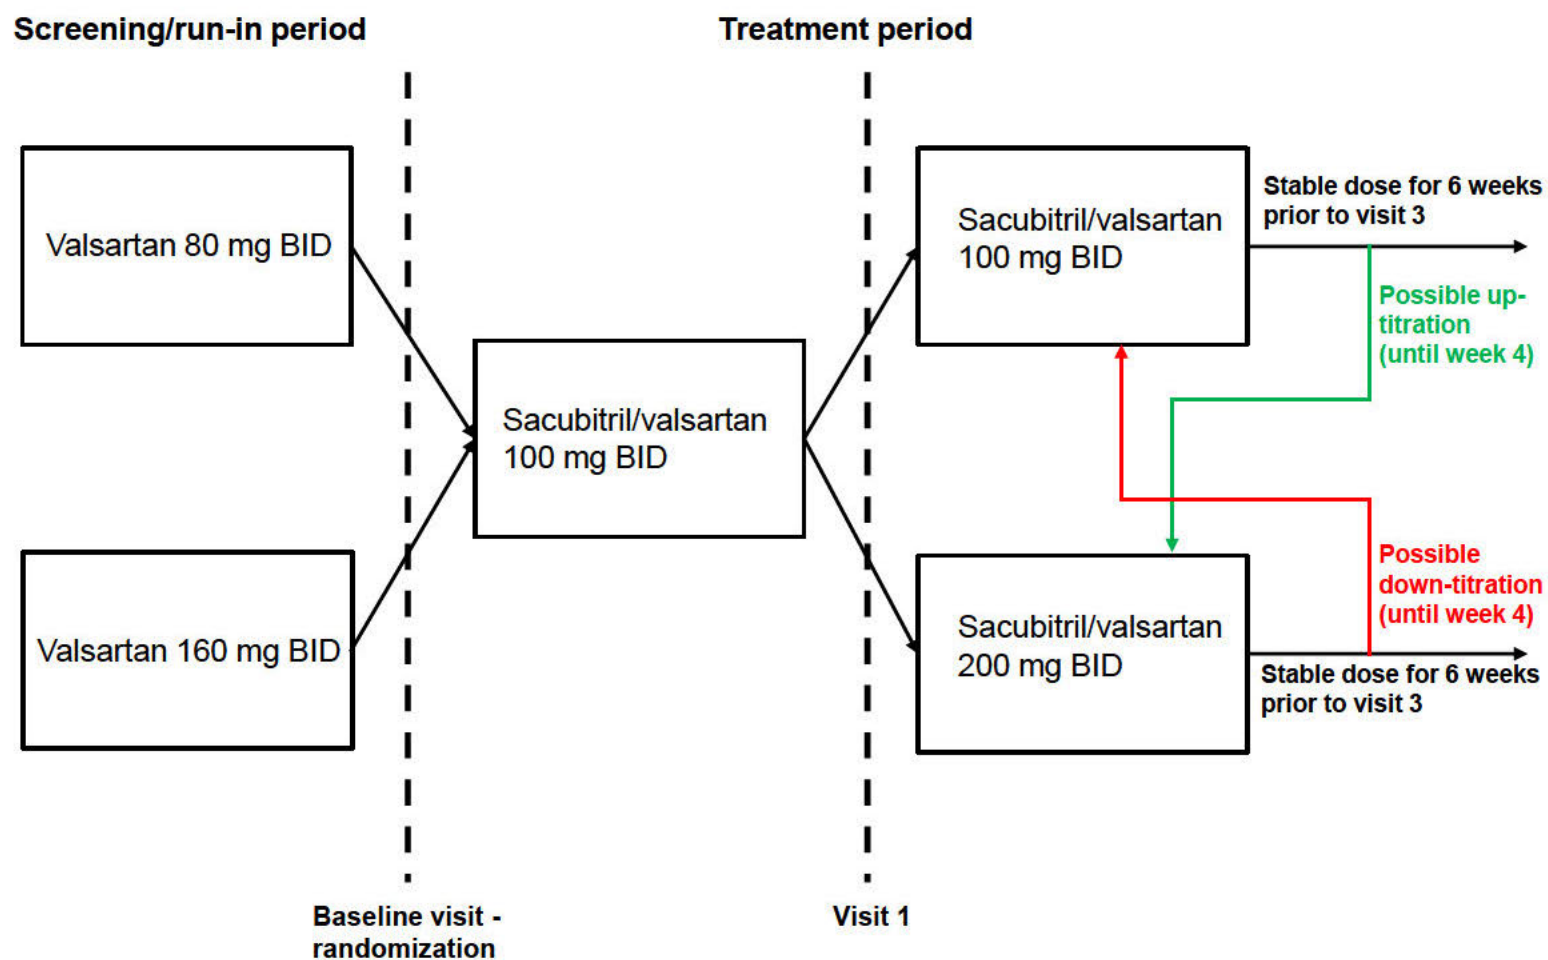 Screening/run-in period
Treatment period
Valsartan 80 mg BID
Valsartan 160 mg BID
Sacubitril/valsartan
100 mg BID
Sacubitril/valsartan
100 mg BID
Stable dose for 6 weeks
prior to visit 3
Possible up-
titration
(until week 4)
Possible
down-titration
(until week 4)
Sacubitril/valsartan
200 mg BID
Stable dose for 6 weeks
prior to visit 3
Baseline visit -
randomization
Visit 1